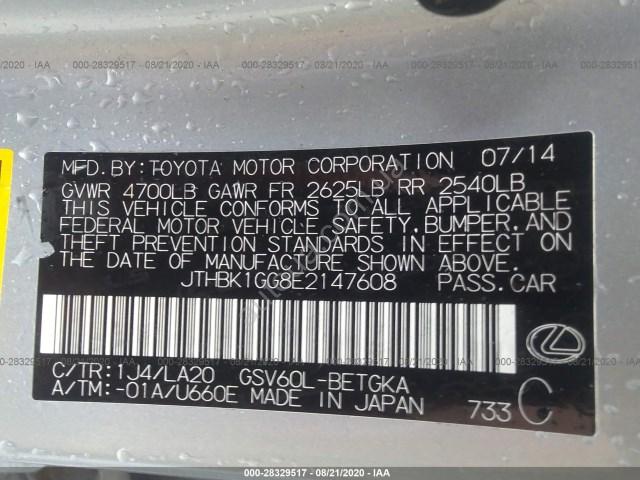 000-28329517 - 08/21/2020 - IAA
MFD.BY:TOYOTA MOTOR CORPORATION 07/14
GVWR 4700LB GAWR FR 2625LB RR 2540LB
THIS VEHICLE CONFORMS TO ALL APPLICABLE
FEDERAL MOTOR VEHICLE SAFETY,BUMPER,AND
THEFT PREVENTION STANDARDS IN EFFECT ON
THE DATE OF MANUFACTURE SHOWN ABOVE.
JTHBK1GG8E2147608 PASS.CAR
C/TR:1J4/LA20 GSV60L-BETGKA
A/TM:-01A/U660E MADE IN JAPAN 733 C
000-28329517 - 08/21/2020 - IAA